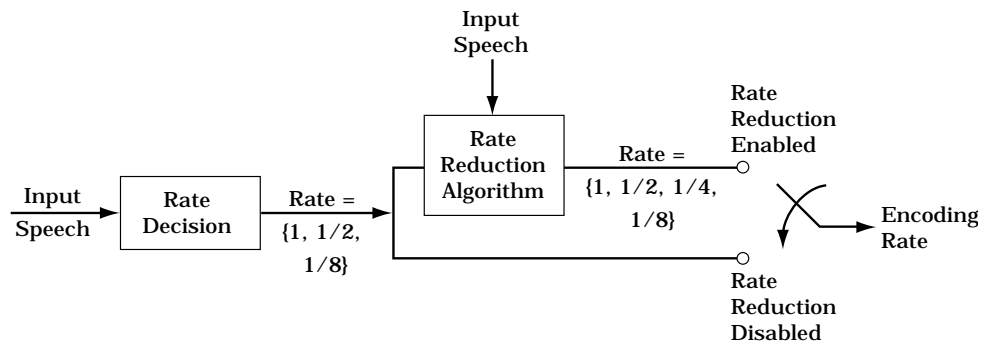 Input
Speech
Rate
Reduction
Enabled
Rate
Reduction
Algorithm
Rate =
{1, 1/2, 1/4,
1/8}
Input
Speech
Rate
Decision
Rate =
{1, 1/2,
1/8}
Encoding
Rate
Rate
Reduction
Disabled